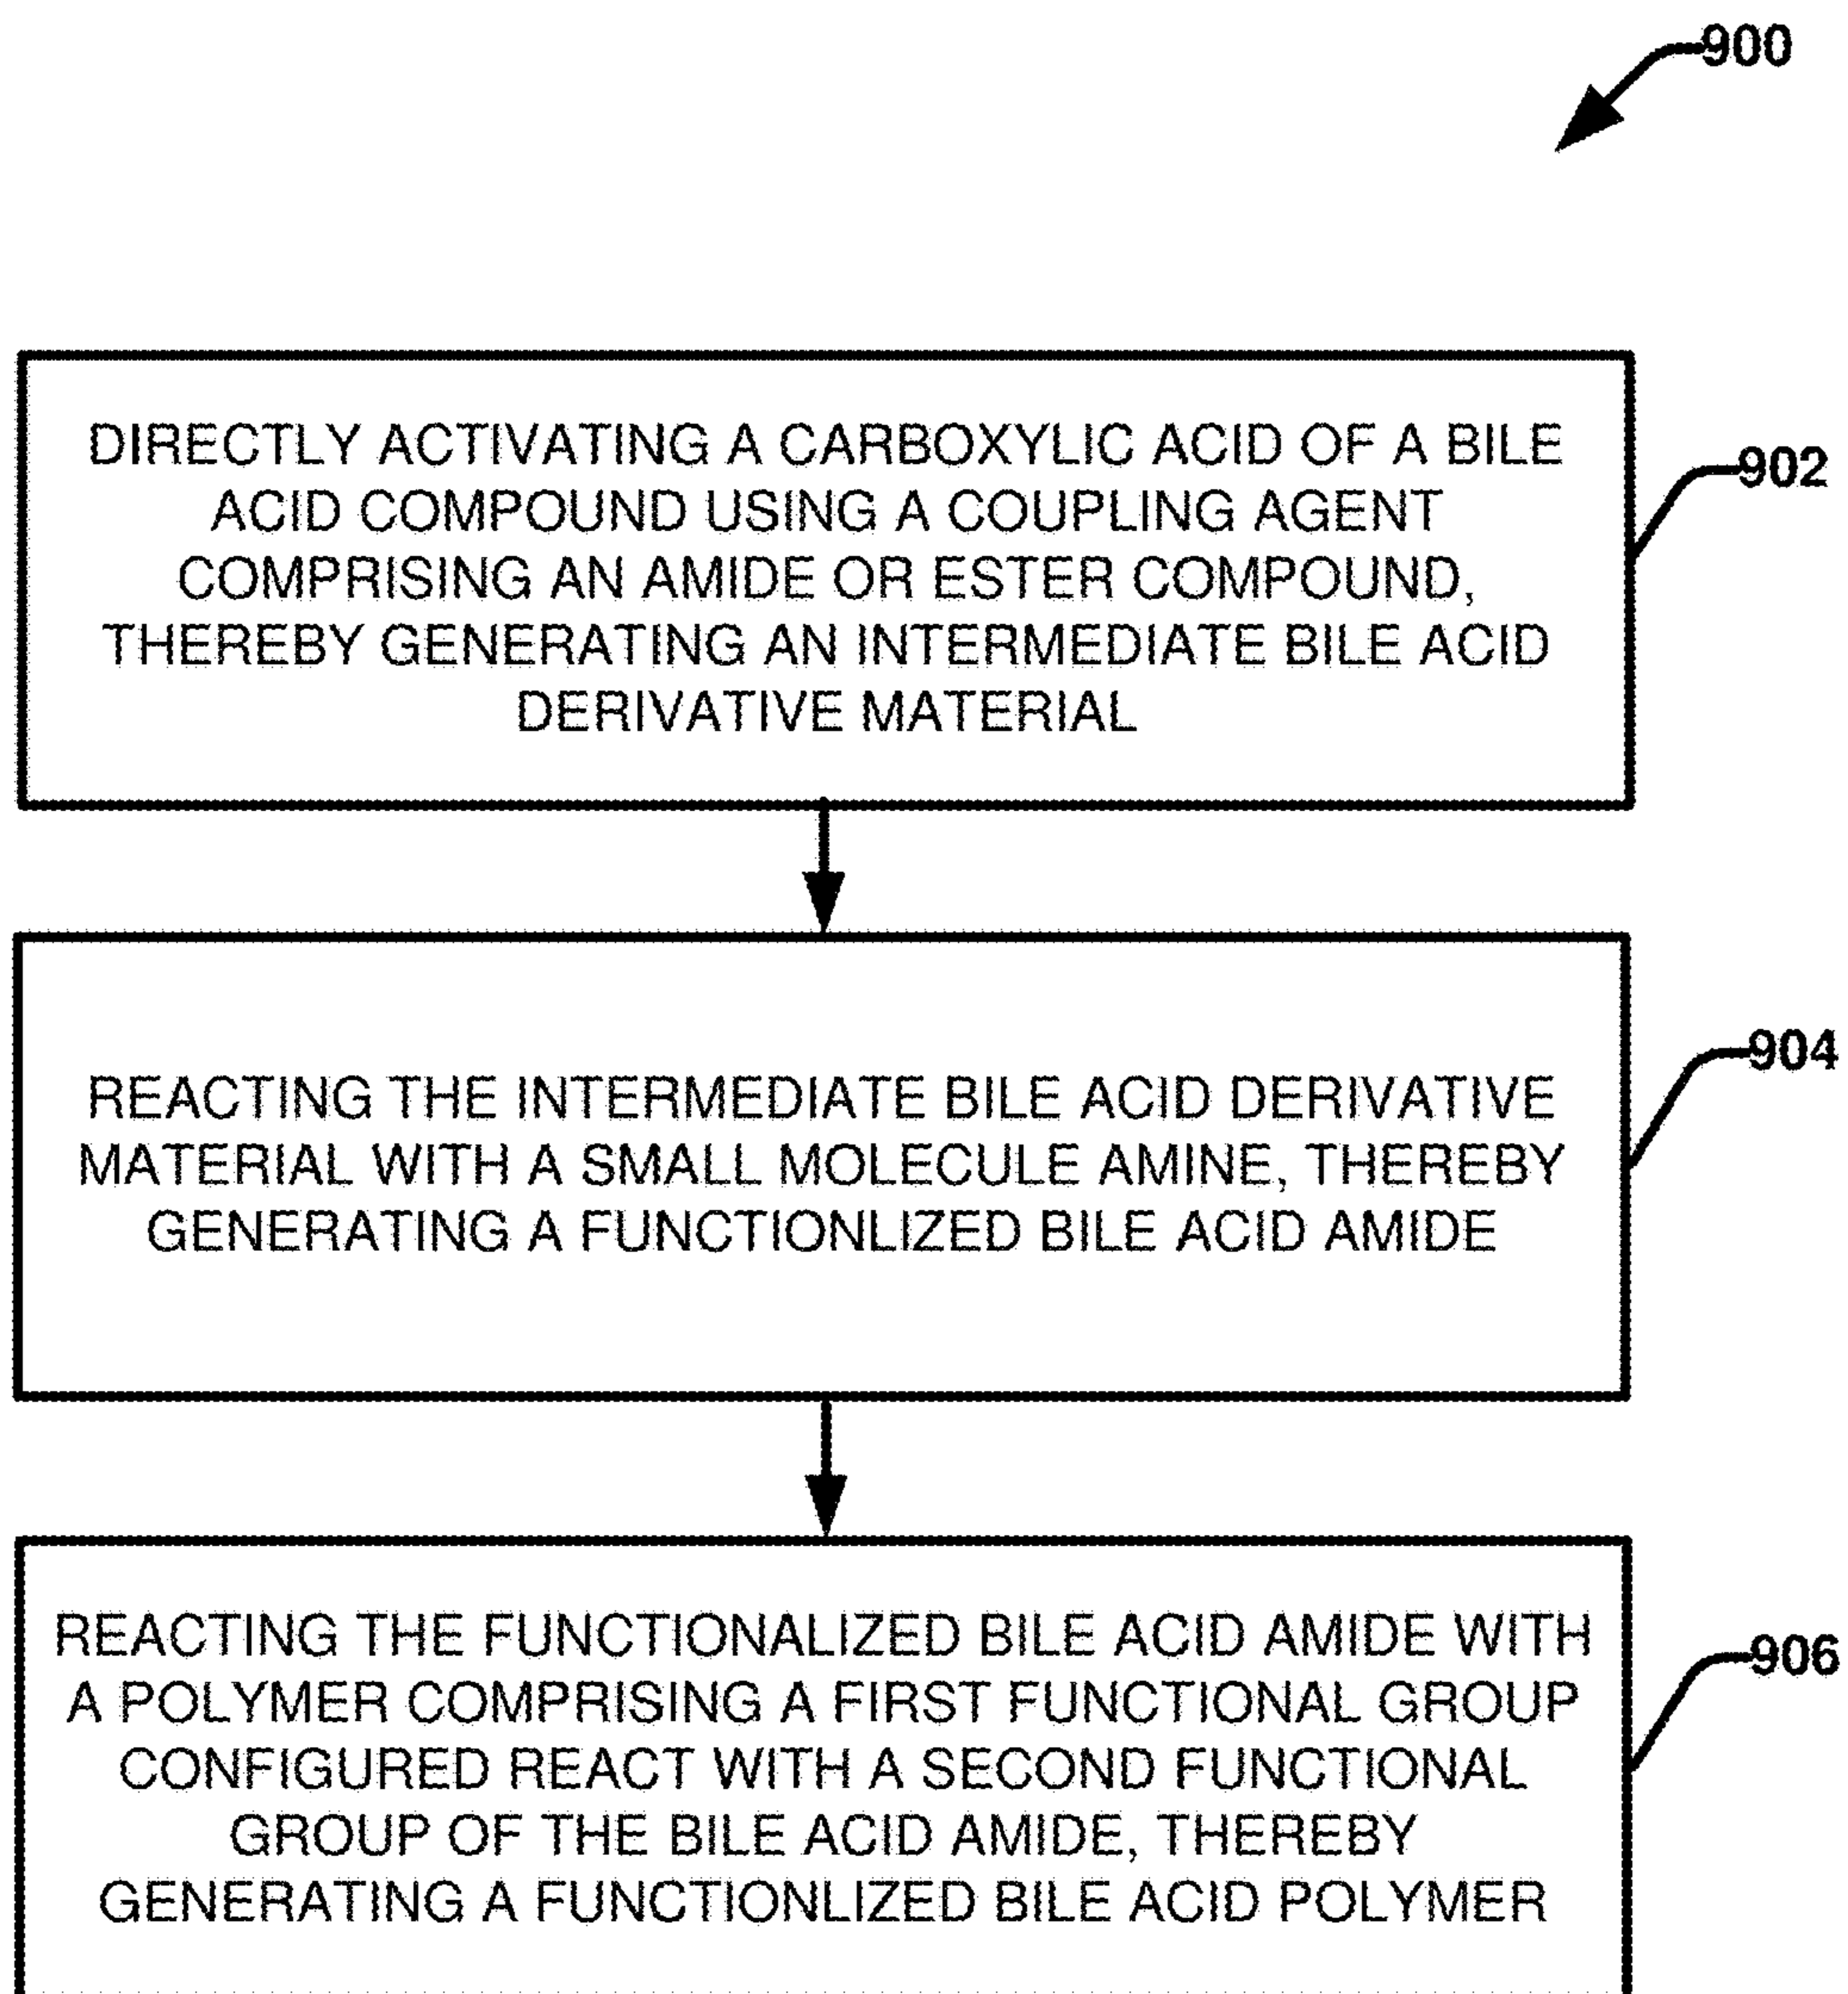 900
DIRECTLY ACTIVATING A CARBOXYLIC ACID OF A BILE
ACID COMPOUND USING A COUPLING AGENT
COMPRISING AN AMIDE OR ESTER COMPOUND,
THEREBY GENERATING AN INTERMEDIATE BILE ACID
DERIVATIVE MATERIAL
902
REACTING THE INTERMEDIATE BILE ACID DERIVATIVE
MATERIAL WITH A SMALL MOLECULE AMINE, THEREBY
GENERATING A FUNCTIONLIZED BILE ACID AMIDE
904
REACTING THE FUNCTIONALIZED BILE ACID AMIDE WITH
A POLYMER COMPRISING A FIRST FUNCTIONAL GROUP
CONFIGURED REACT WITH A SECOND FUNCTIONAL
GROUP OF THE BILE ACID AMIDE, THEREBY
GENERATING A FUNCTIONLIZED BILE ACID POLYMER
906